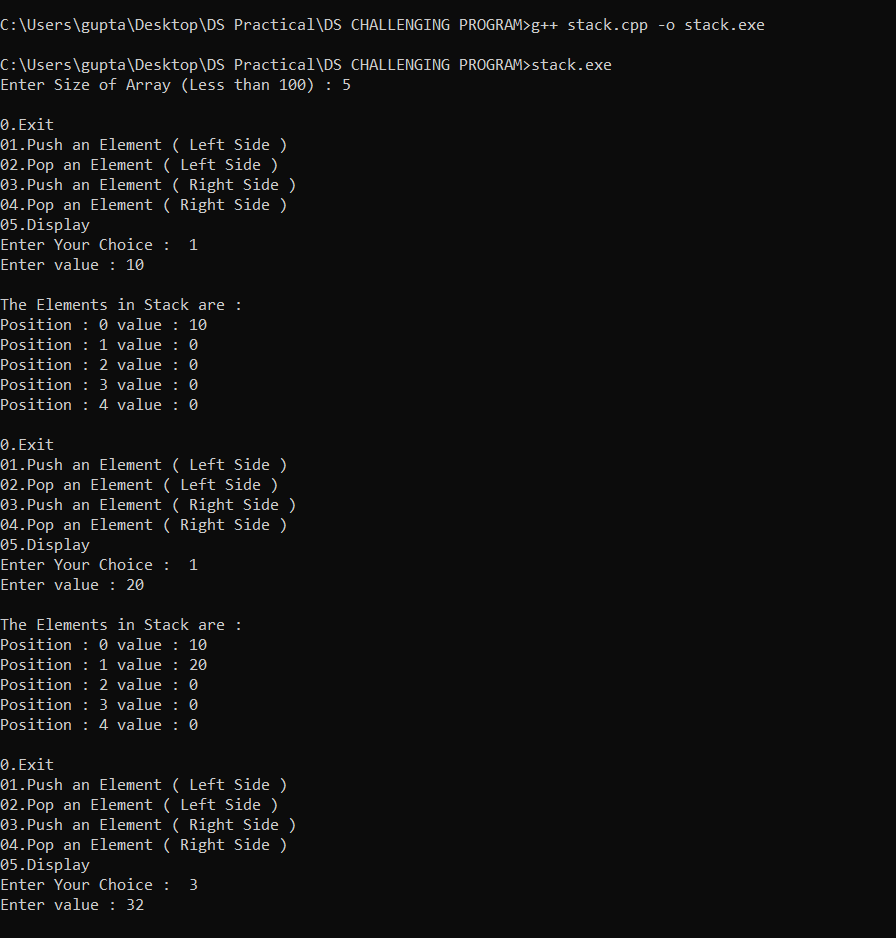 C:\Users\gupta\Desktop\DS Practical\DS CHALLENGING PROGRAM>g++ stack.cpp -o stack.exe
C:\Users\gupta\Desktop\DS Practical\DS CHALLENGING PROGRAM>stack.exe
Enter Size of Array (Less than 100) : 5
0.Exit
01.Push an Element ( Left Side )
02.Pop an Element ( Left Side )
03.Push an Element ( Right Side )
04.Pop an Element ( Right Side )
05.Display
Enter Your Choice :  1
Enter value : 10
The Elements in Stack are :
Position : 0 value : 10
Position : 1 value : 0
Position : 2 value : 0
Position : 3 value : 0
Position : 4 value : 0
0.Exit
01.Push an Element ( Left Side )
02.Pop an Element ( Left Side )
03.Push an Element ( Right Side )
04.Pop an Element ( Right Side )
05.Display
Enter Your Choice :  1
Enter value : 20
The Elements in Stack are :
Position : 0 value : 10
Position : 1 value : 20
Position : 2 value : 0
Position : 3 value : 0
Position : 4 value : 0
0.Exit
01.Push an Element ( Left Side )
02.Pop an Element ( Left Side )
03.Push an Element ( Right Side )
04.Pop an Element ( Right Side )
05.Display
Enter Your Choice :  3
Enter value : 32